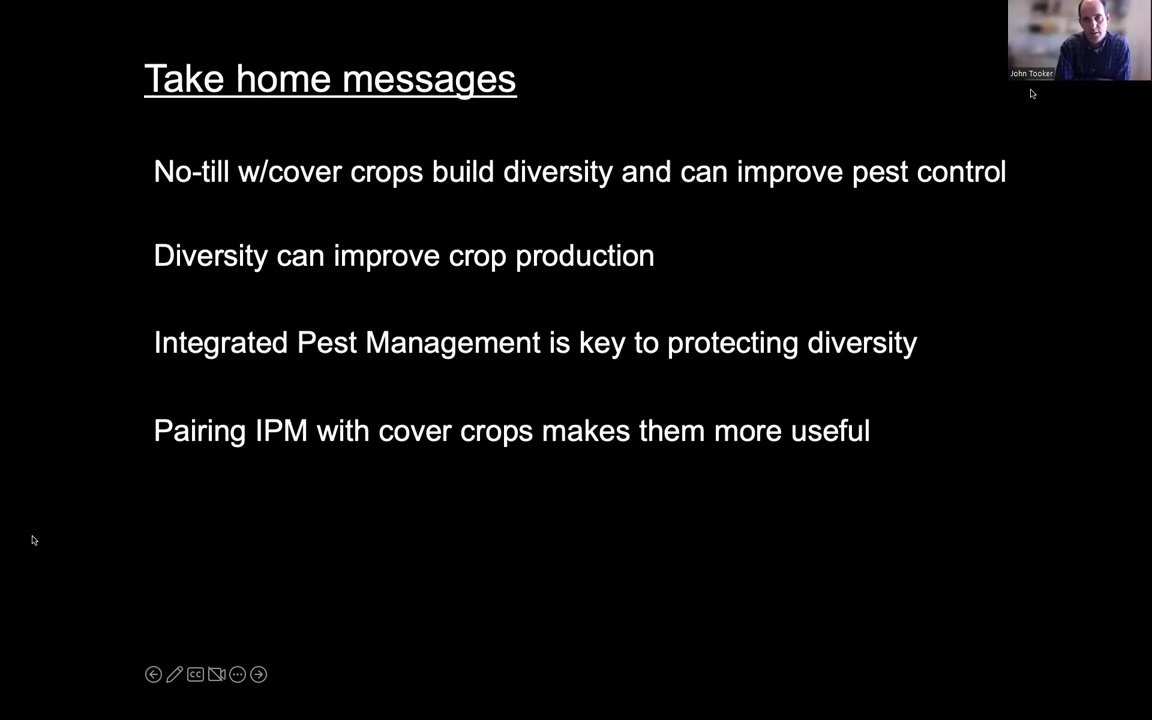 Take home messages
John Tooker
No-till w/cover crops build diversity and can improve pest control
Diversity can improve crop production
Integrated Pest Management is key to protecting diversity
Pairing IPM with cover crops makes them more useful
CC